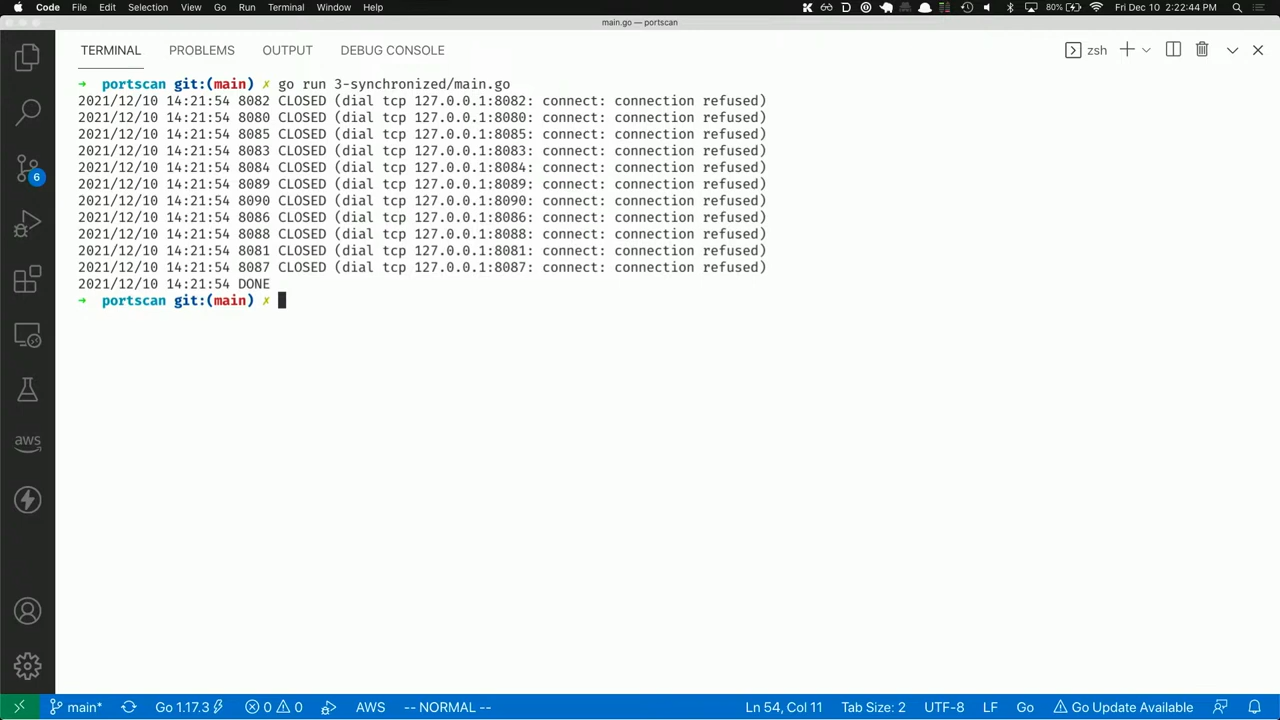 Code File Edit Selection View Go Run Terminal Window Help 80% Fri Dec 10 2:22:44 PM
main.go — portscan
TERMINAL PROBLEMS OUTPUT DEBUG CONSOLE zsh
→ portscan git:(main) ✗ go run 3-synchronized/main.go
2021/12/10 14:21:54 8082 CLOSED (dial tcp 127.0.0.1:8082: connect: connection refused)
2021/12/10 14:21:54 8080 CLOSED (dial tcp 127.0.0.1:8080: connect: connection refused)
2021/12/10 14:21:54 8085 CLOSED (dial tcp 127.0.0.1:8085: connect: connection refused)
2021/12/10 14:21:54 8083 CLOSED (dial tcp 127.0.0.1:8083: connect: connection refused)
2021/12/10 14:21:54 8084 CLOSED (dial tcp 127.0.0.1:8084: connect: connection refused)
2021/12/10 14:21:54 8089 CLOSED (dial tcp 127.0.0.1:8089: connect: connection refused)
2021/12/10 14:21:54 8090 CLOSED (dial tcp 127.0.0.1:8090: connect: connection refused)
2021/12/10 14:21:54 8086 CLOSED (dial tcp 127.0.0.1:8086: connect: connection refused)
2021/12/10 14:21:54 8088 CLOSED (dial tcp 127.0.0.1:8088: connect: connection refused)
2021/12/10 14:21:54 8081 CLOSED (dial tcp 127.0.0.1:8081: connect: connection refused)
2021/12/10 14:21:54 8087 CLOSED (dial tcp 127.0.0.1:8087: connect: connection refused)
2021/12/10 14:21:54 DONE
→ portscan git:(main) ✗
6
aws
main* Go 1.17.3 0 0 AWS -- NORMAL -- Ln 54, Col 11 Tab Size: 2 UTF-8 LF Go Go Update Available